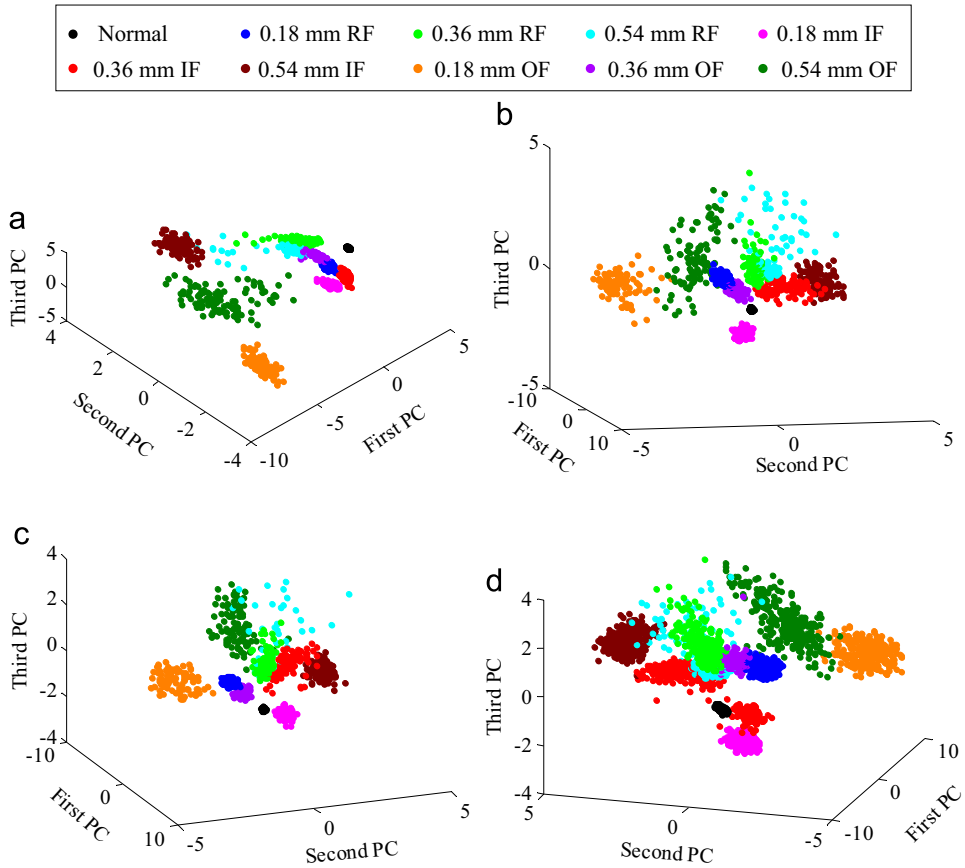 Normal 0.18 mm RF 0.36 mm RF 0.54 mm RF 0.18 mm IF
0.36 mm IF 0.54 mm IF 0.18 mm OF 0.36 mm OF 0.54 mm OF
a
5
0
-5
Third PC
4
2
0
-2
-4
Second PC
-10
-5
0
5
First PC
b
5
0
-5
Third PC
-10
0
10
First PC
-5
0
5
Second PC
c
4
2
0
-2
-4
Third PC
-10
0
10
First PC
-5
0
5
Second PC
d
4
2
0
-2
-4
Third PC
5
0
-5
Second PC
-10
0
10
First PC